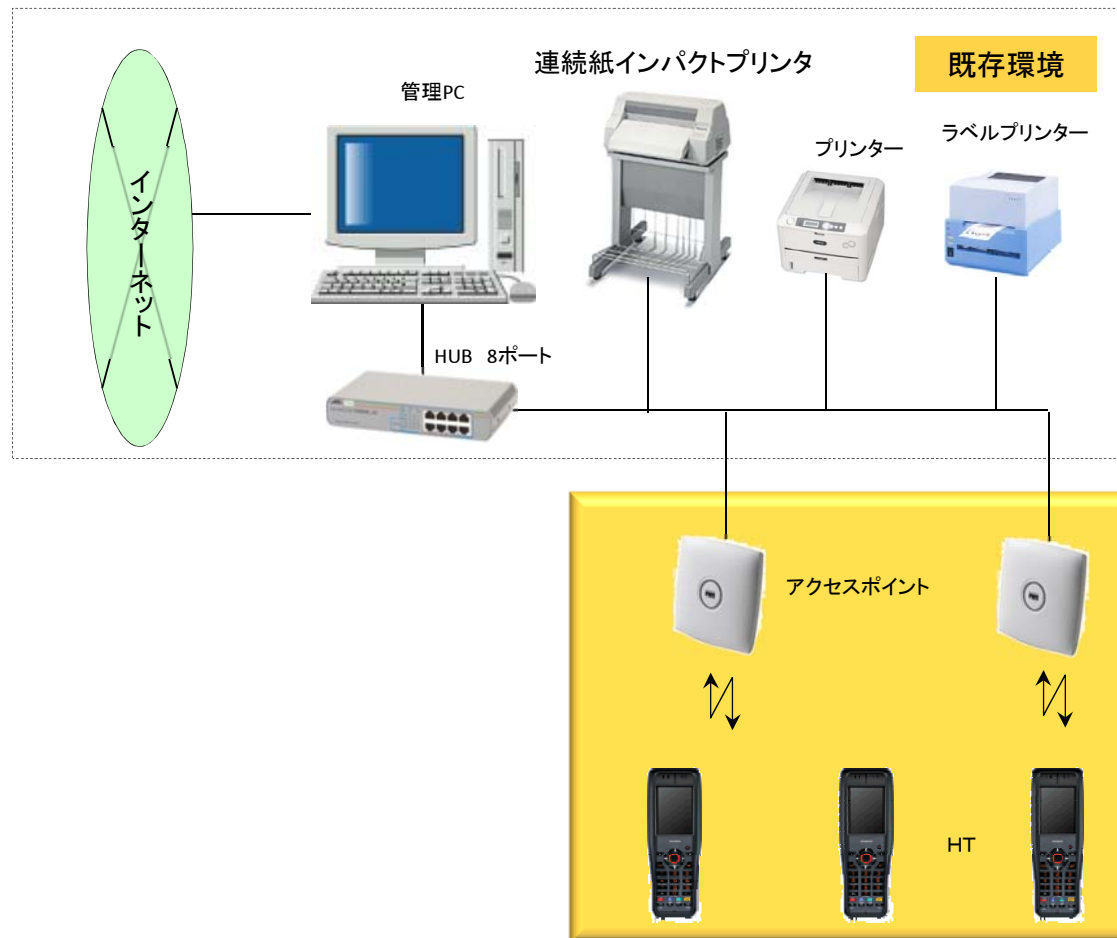 連続紙インパクトプリンタ
既存環境
管理PC
プリンター
ラベルプリンター
インターネット
HUB 8ポート
アクセスポイント
HT